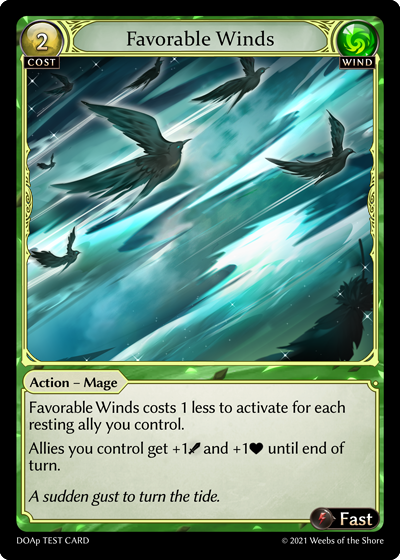 2
Favorable Winds
COST
WIND
Action – Mage
Favorable Winds costs 1 less to activate for each
resting ally you control.
Allies you control get +1 and +1 until end of
turn.
A sudden gust to turn the tide.
Fast
DOAp TEST CARD
© 2021 Weebs of the Shore